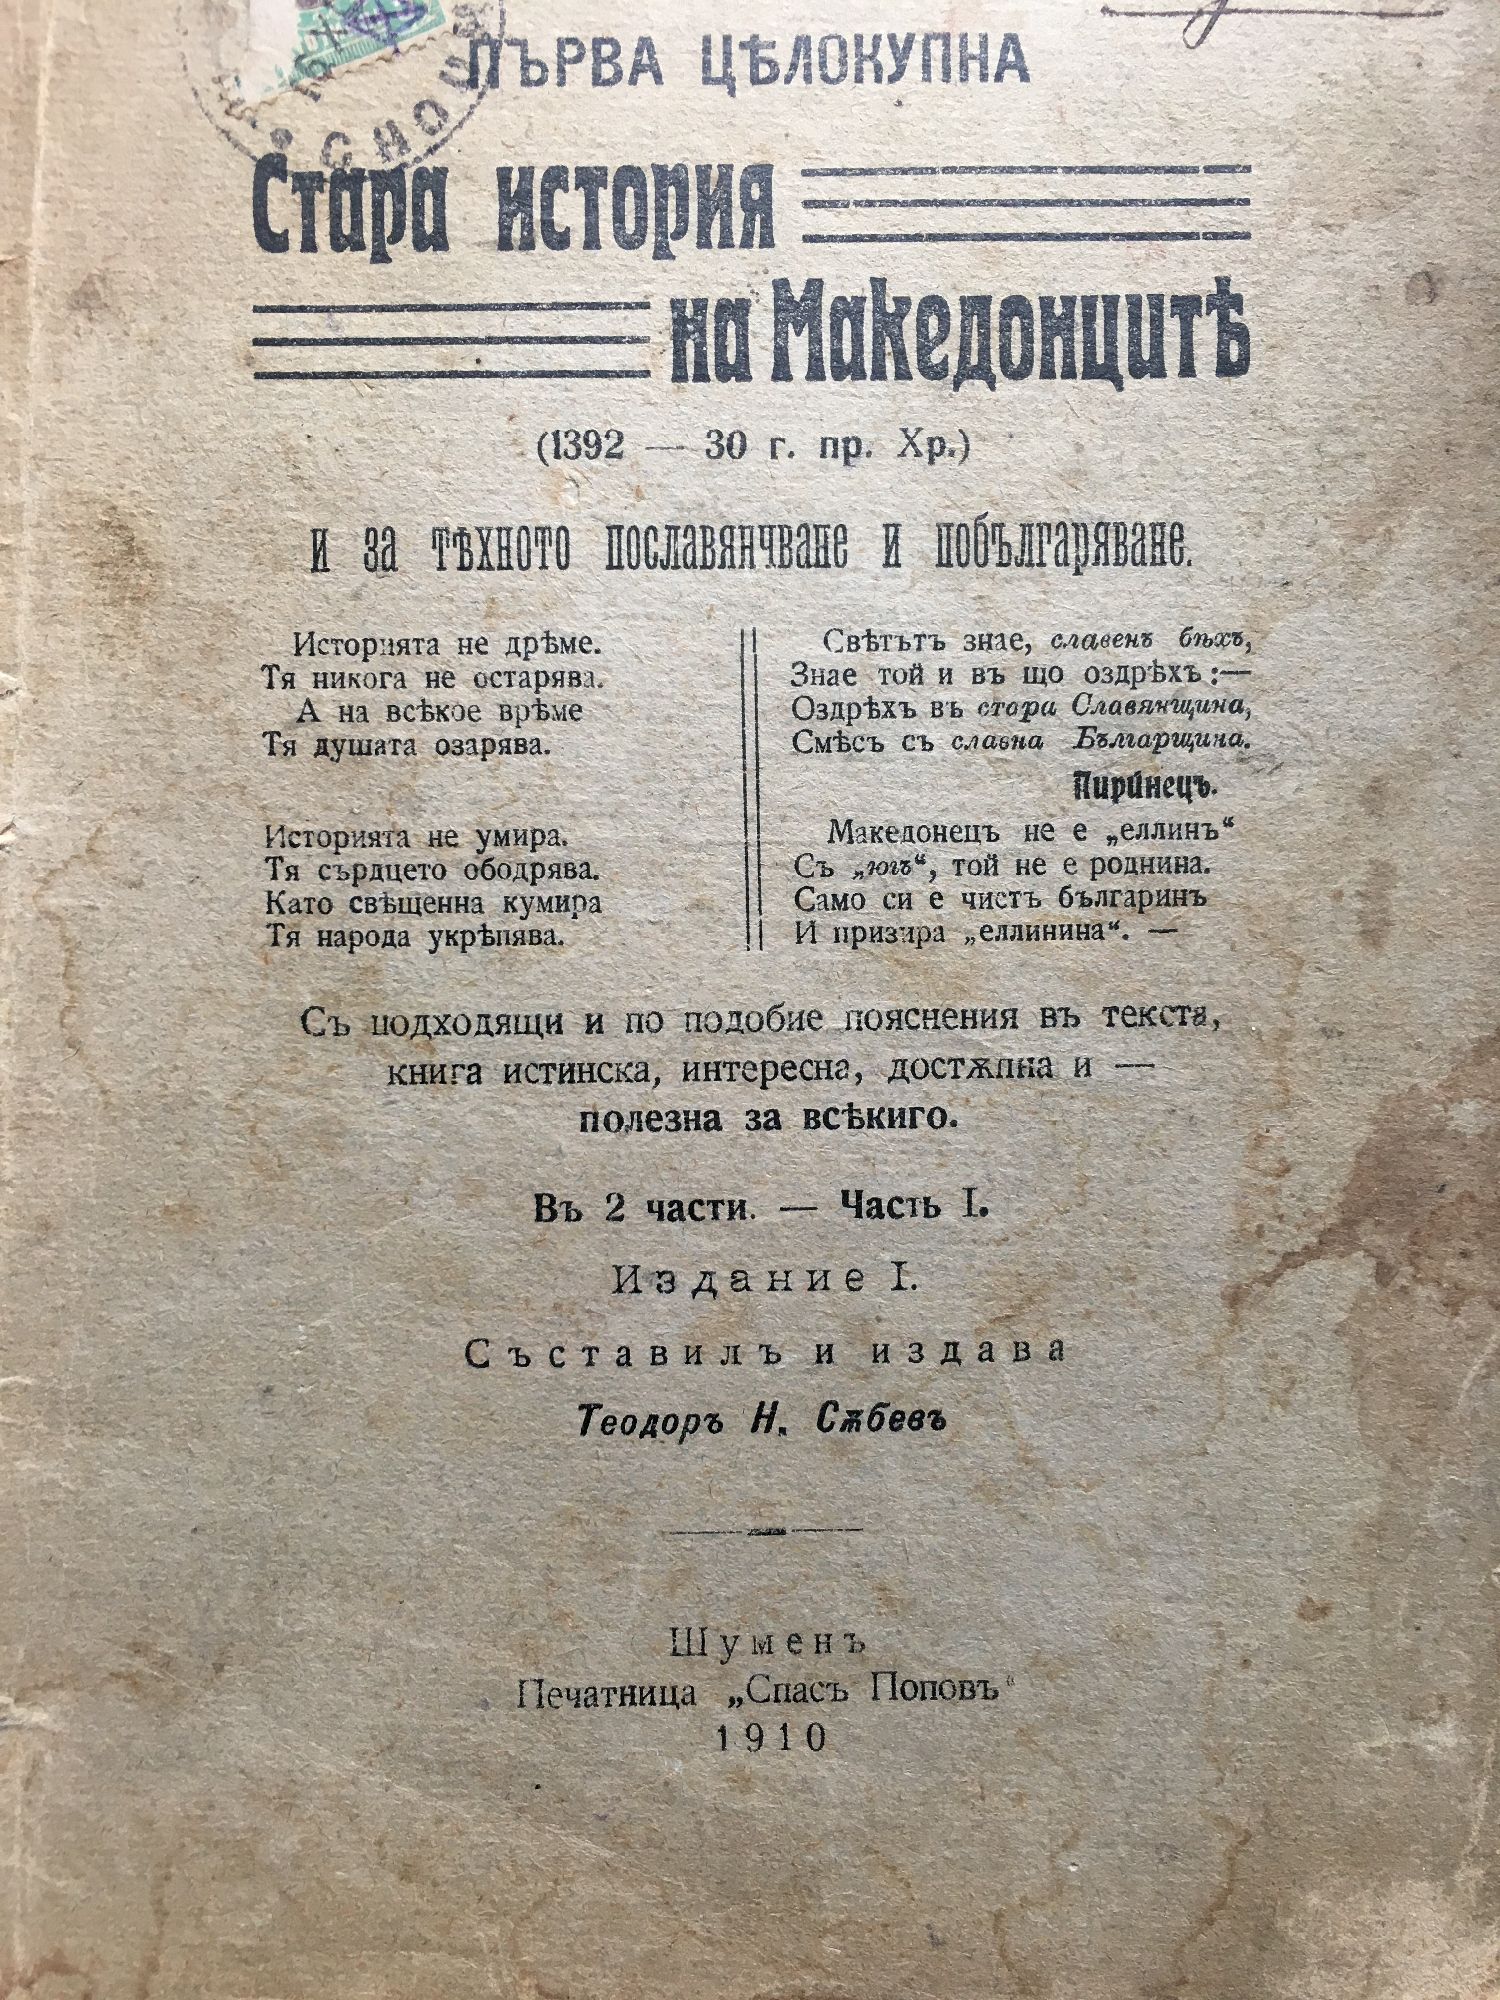 ПЪРВА ЦѢЛОКУПНА
Стара история
на Македонцитѣ
(1392 — 30 г. пр. Хр.)
и за тѣхното пославянчване и побългаряване.
Историята не дрѣме.
Тя никога не остарява.
А на всѣкое врѣме
Тя душата озарява.
Историята не умира.
Тя сърдцето ободрява.
Като свѣщенна кумира
Тя народа укрѣпява.
Свѣтътъ знае, славенъ бѣхъ,
Знае той и въ що оздрѣхъ:—
Оздрѣхъ въ стара Славянщина,
Смѣсъ съ славна Българщина.
Пиринецъ.
Македонецъ не е „еллинъ“
Съ „югъ“, той не е роднина.
Само си е чистъ българинъ
И призира „еллинина“. —
Съ подходящи и по подобие пояснения въ текста,
книга истинска, интересна, достѫпна и —
полезна за всѣкиго.
Въ 2 части. — Часть I.
Издание I.
Съставилъ и издава
Теодоръ Н. Сѫбевъ
Шуменъ
Печатница „Спасъ Поповъ“
1910